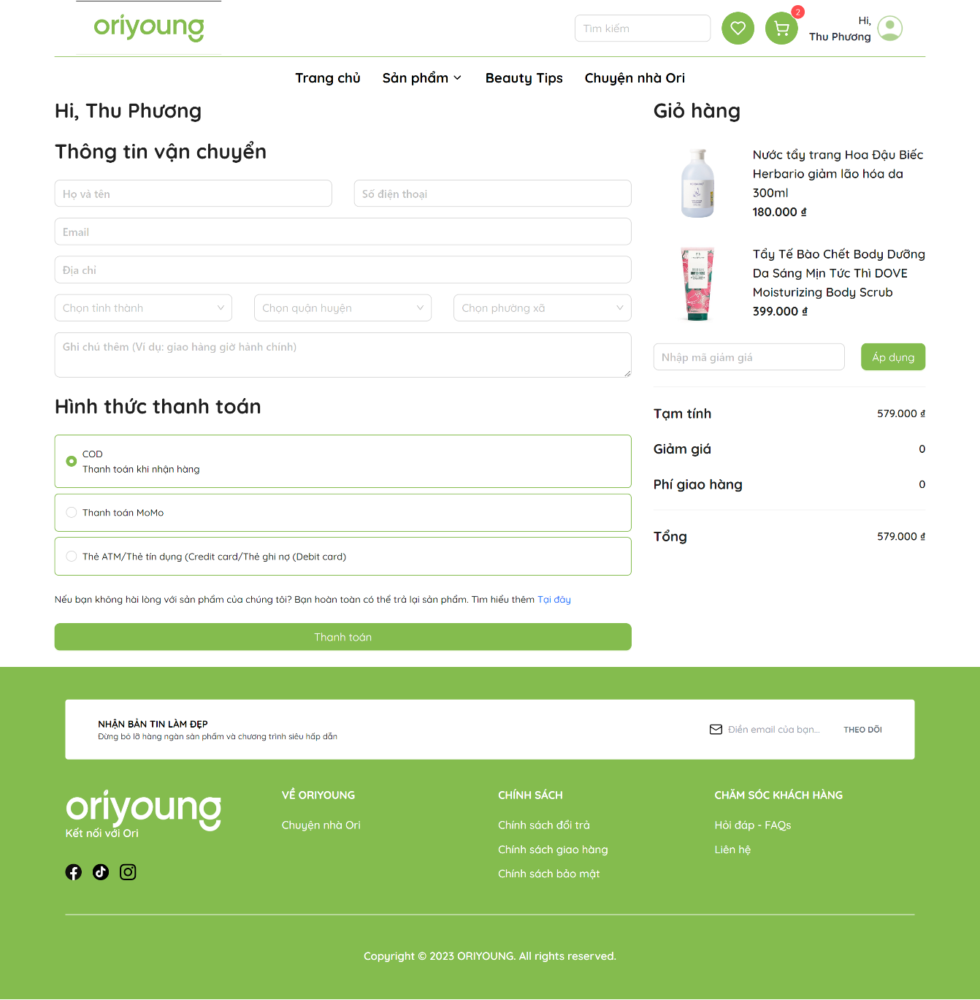 oriyoung
Tìm kiếm
2
Hi,
Thu Phương
Trang chủ
Sản phẩm
Beauty Tips
Chuyện nhà Ori
Hi, Thu Phương
Thông tin vận chuyển
Họ và tên
Số điện thoại
Email
Địa chỉ
Chọn tỉnh thành
Chọn quận huyện
Chọn phường xã
Ghi chú thêm (Ví dụ: giao hàng giờ hành chính)
Hình thức thanh toán
COD
Thanh toán khi nhận hàng
Thanh toán MoMo
Thẻ ATM/Thẻ tín dụng (Credit card/Thẻ ghi nợ (Debit card)
Nếu bạn không hài lòng với sản phẩm của chúng tôi? Bạn hoàn toàn có thể trả lại sản phẩm. Tìm hiểu thêm Tại đây
Thanh toán
Giỏ hàng
Nước tẩy trang Hoa Đậu Biếc
Herbario giảm lão hóa da
300ml
180.000 ₫
Tẩy Tế Bào Chết Body Dưỡng
Da Sáng Mịn Tức Thì DOVE
Moisturizing Body Scrub
399.000 ₫
Nhập mã giảm giá
Áp dụng
Tạm tính
579.000 ₫
Giảm giá
0
Phí giao hàng
0
Tổng
579.000 ₫
NHẬN BẢN TIN LÀM ĐẸP
Đừng bỏ lỡ hàng ngàn sản phẩm và chương trình siêu hấp dẫn
Điền email của bạn...
THEO DÕI
oriyoung
Kết nối với Ori
VỀ ORIYOUNG
Chuyện nhà Ori
CHÍNH SÁCH
Chính sách đổi trả
Chính sách giao hàng
Chính sách bảo mật
CHĂM SÓC KHÁCH HÀNG
Hỏi đáp - FAQs
Liên hệ
Copyright © 2023 ORIYOUNG. All rights reserved.